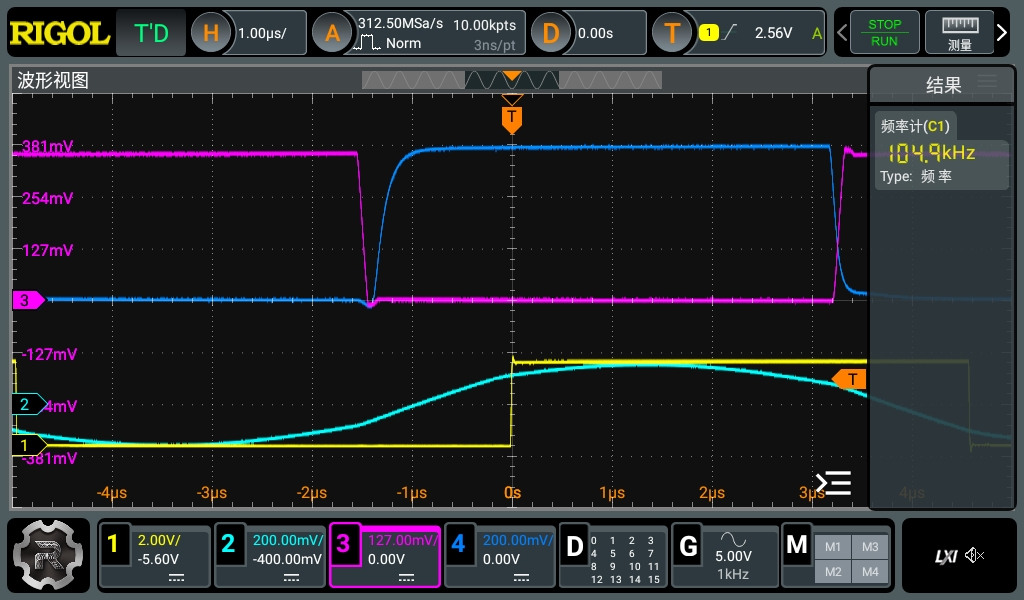 RIGOL T'D H 1.00μs/ A 312.50MSa/s 10.00kpts D 0.00s T 1 2.56V A STOP
Norm 3ns/pt RUN 测量
波形视图
T
结果
频率计(C1)
104.9kHz
Type: 频 率
381mV
254mV
127mV
3
-127mV
T
2 4mV
1
-381mV
-4μs -3μs -2μs -1μs 0s 1μs 2μs 3μs 4μs
1 2.00V/ -5.60V
2 200.00mV/ -400.00mV
3 127.00mV/ 0.00V
4 200.00mV/ 0.00V
D 0 1 2 3
4 5 6 7
8 9 10 11
12 13 14 15
G 5.00V 1kHz
M M1 M3
M2 M4
LXI
R